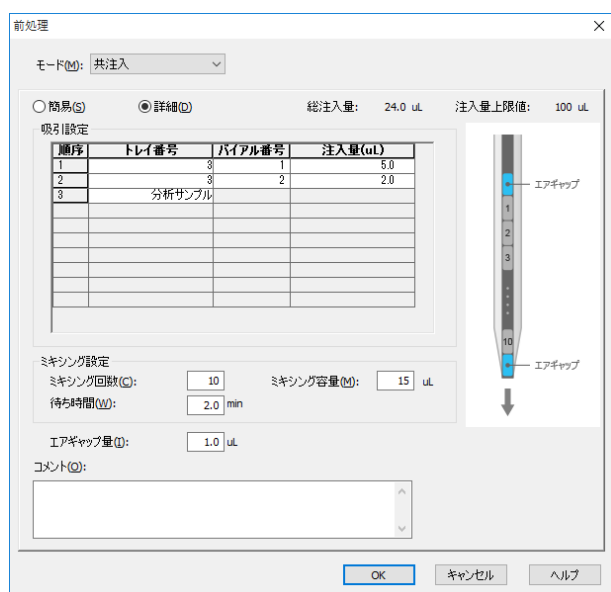 前処理
モード(M): 共注入
簡易(S) 詳細(D) 総注入量: 24.0 uL 注入量上限値: 100 uL
吸引設定
順序 トレイ番号 バイアル番号 注入量(uL)
1 3 1 5.0
2 3 2 2.0
3 分析サンプル
エアギャップ
1
2
3
10
エアギャップ
ミキシング設定
ミキシング回数(C): 10 ミキシング容量(M): 15 uL
待ち時間(W): 2.0 min
エアギャップ量(I): 1.0 uL
コメント(O):
OK キャンセル ヘルプ